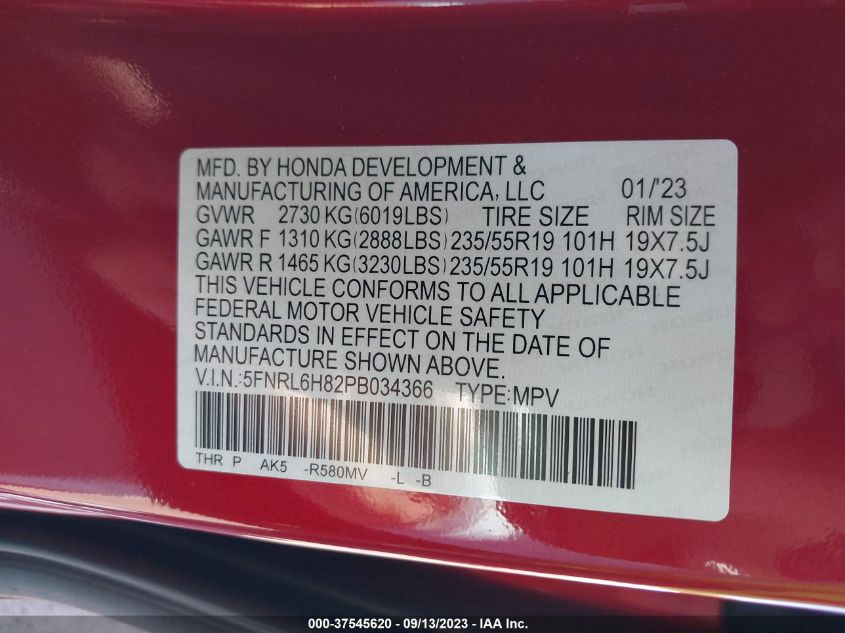 MFD. BY HONDA DEVELOPMENT &
MANUFACTURING OF AMERICA, LLC 01/'23
GVWR 2730 KG(6019LBS) TIRE SIZE RIM SIZE
GAWR F 1310 KG(2888LBS) 235/55R19 101H 19X7.5J
GAWR R 1465 KG(3230LBS) 235/55R19 101H 19X7.5J
THIS VEHICLE CONFORMS TO ALL APPLICABLE
FEDERAL MOTOR VEHICLE SAFETY
STANDARDS IN EFFECT ON THE DATE OF
MANUFACTURE SHOWN ABOVE.
V.I.N.:5FNRL6H82PB034366 TYPE:MPV
THR P AK5 -R580MV -L -B
000-37545620 - 09/13/2023 - IAA Inc.